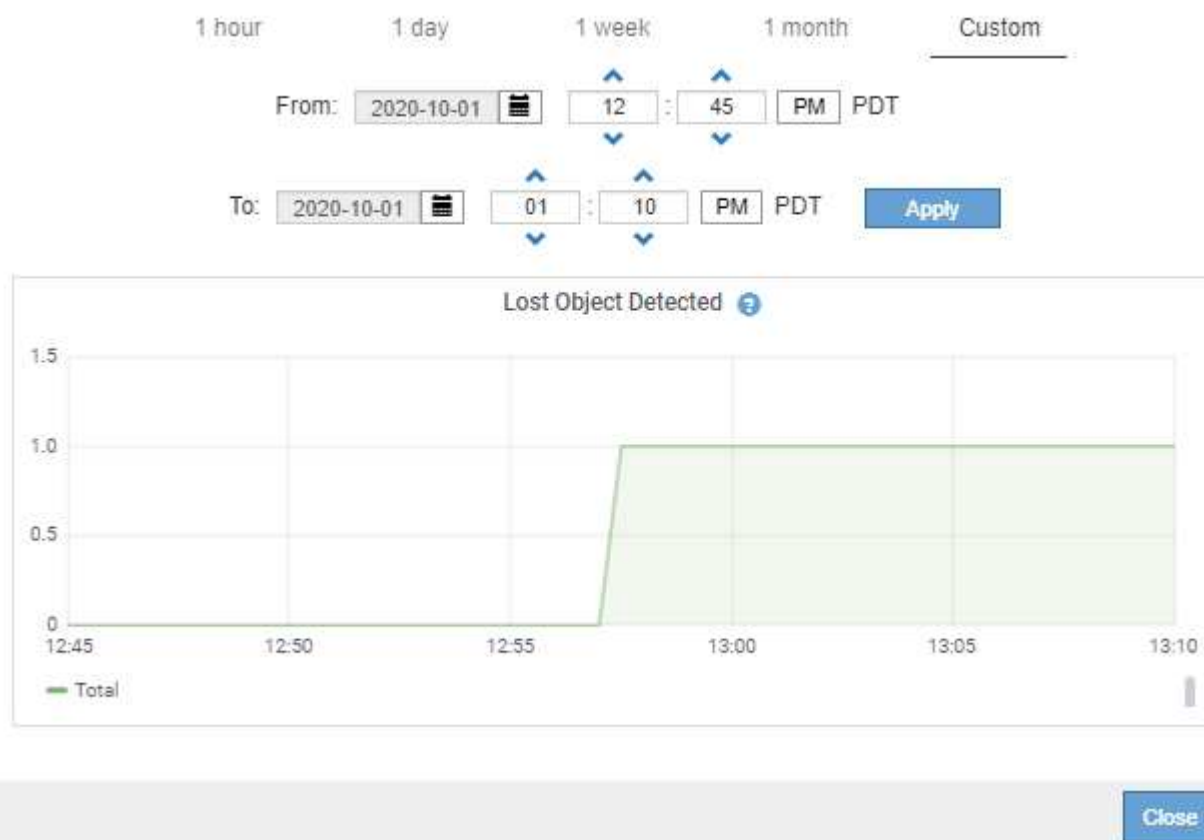 1 hour 1 day 1 week 1 month Custom
From: 2020-10-01 12 : 45 PM PDT
To: 2020-10-01 01 : 10 PM PDT Apply
Lost Object Detected ?
1.5
1.0
0.5
0
12:45 12:50 12:55 13:00 13:05 13:10
Total
Close